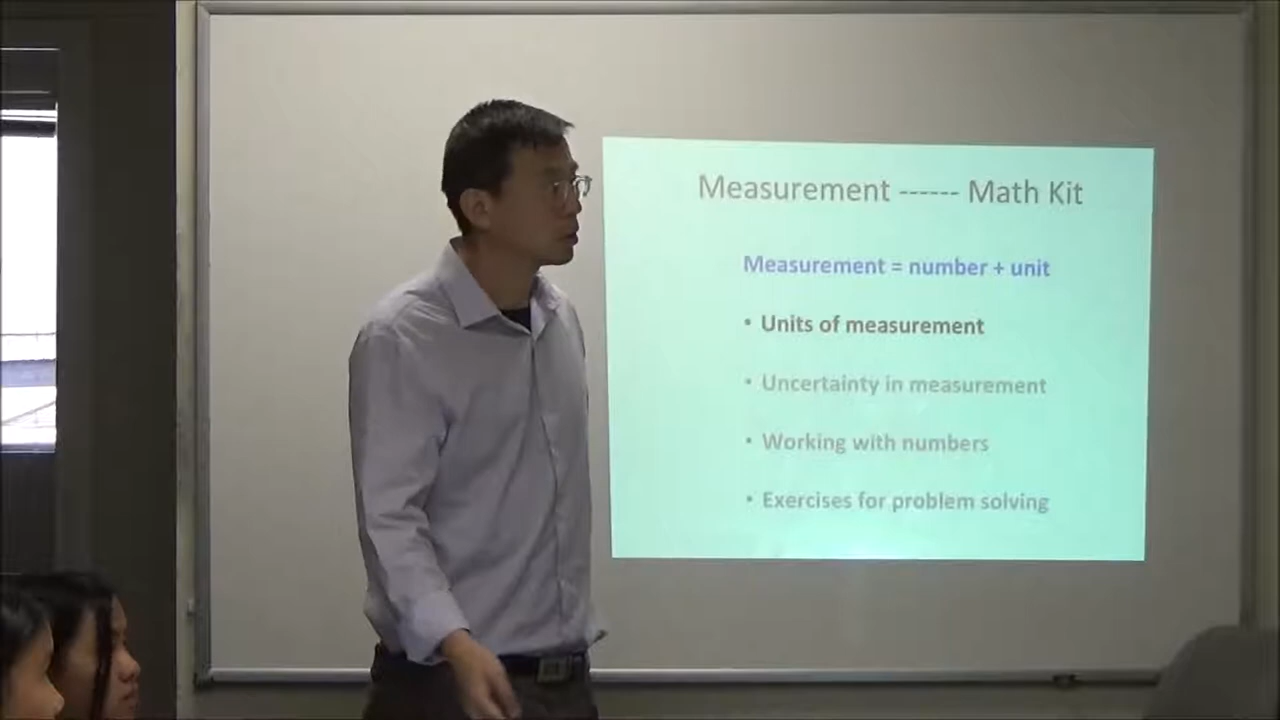 Measurement ------ Math Kit
Measurement = number + unit
• Units of measurement
• Uncertainty in measurement
• Working with numbers
• Exercises for problem solving